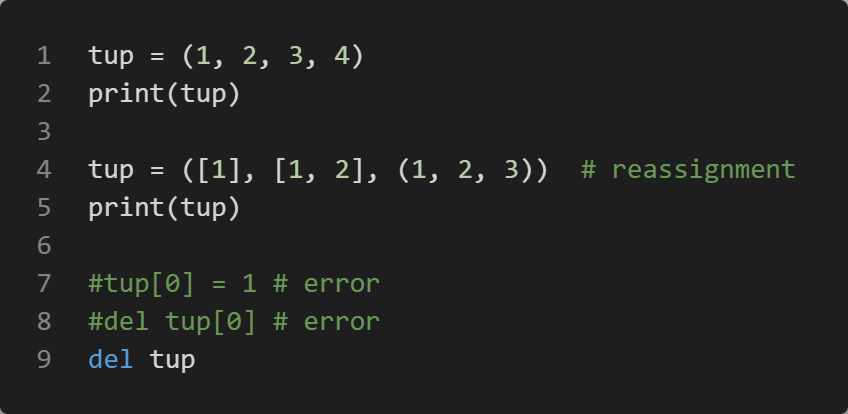 1 tup = (1, 2, 3, 4)
2 print(tup)
3
4 tup = ([1], [1, 2], (1, 2, 3))  # reassignment
5 print(tup)
6
7 #tup[0] = 1 # error
8 #del tup[0] # error
9 del tup